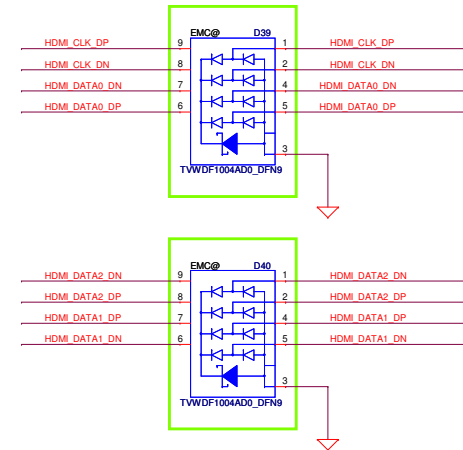 EMC@ D39
HDMI_CLK_DP 9 1 HDMI_CLK_DP
HDMI_CLK_DN 8 2 HDMI_CLK_DN
HDMI_DATA0_DN 7 4 HDMI_DATA0_DN
HDMI_DATA0_DP 6 5 HDMI_DATA0_DP
3
TVWDF1004AD0_DFN9
EMC@ D40
HDMI_DATA2_DN 9 1 HDMI_DATA2_DN
HDMI_DATA2_DP 8 2 HDMI_DATA2_DP
HDMI_DATA1_DP 7 4 HDMI_DATA1_DP
HDMI_DATA1_DN 6 5 HDMI_DATA1_DN
3
TVWDF1004AD0_DFN9